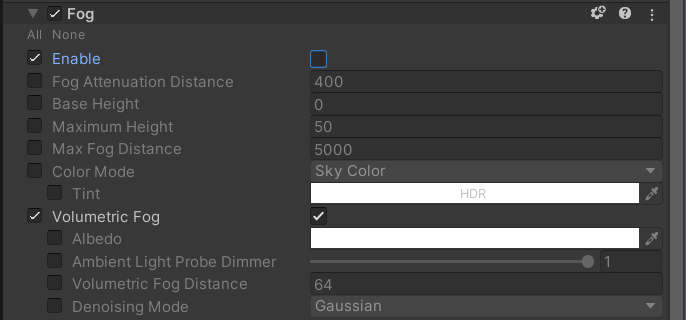 Fog
All None
Enable
Fog Attenuation Distance 400
Base Height 0
Maximum Height 50
Max Fog Distance 5000
Color Mode Sky Color
Tint HDR
Volumetric Fog
Albedo
Ambient Light Probe Dimmer 1
Volumetric Fog Distance 64
Denoising Mode Gaussian